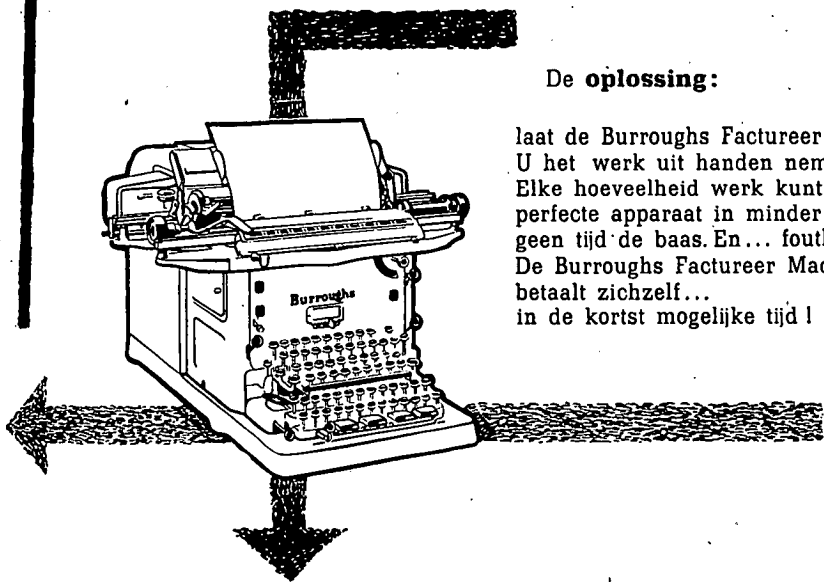 De oplossing:
laat de Burroughs Factureer
U het werk uit handen nem
Elke hoeveelheid werk kunt
perfecte apparaat in minder
geen tijd de baas. En... foutl
De Burroughs Factureer Mac
betaalt zichzelf...
in de kortst mogelijke tijd !
Burroughs